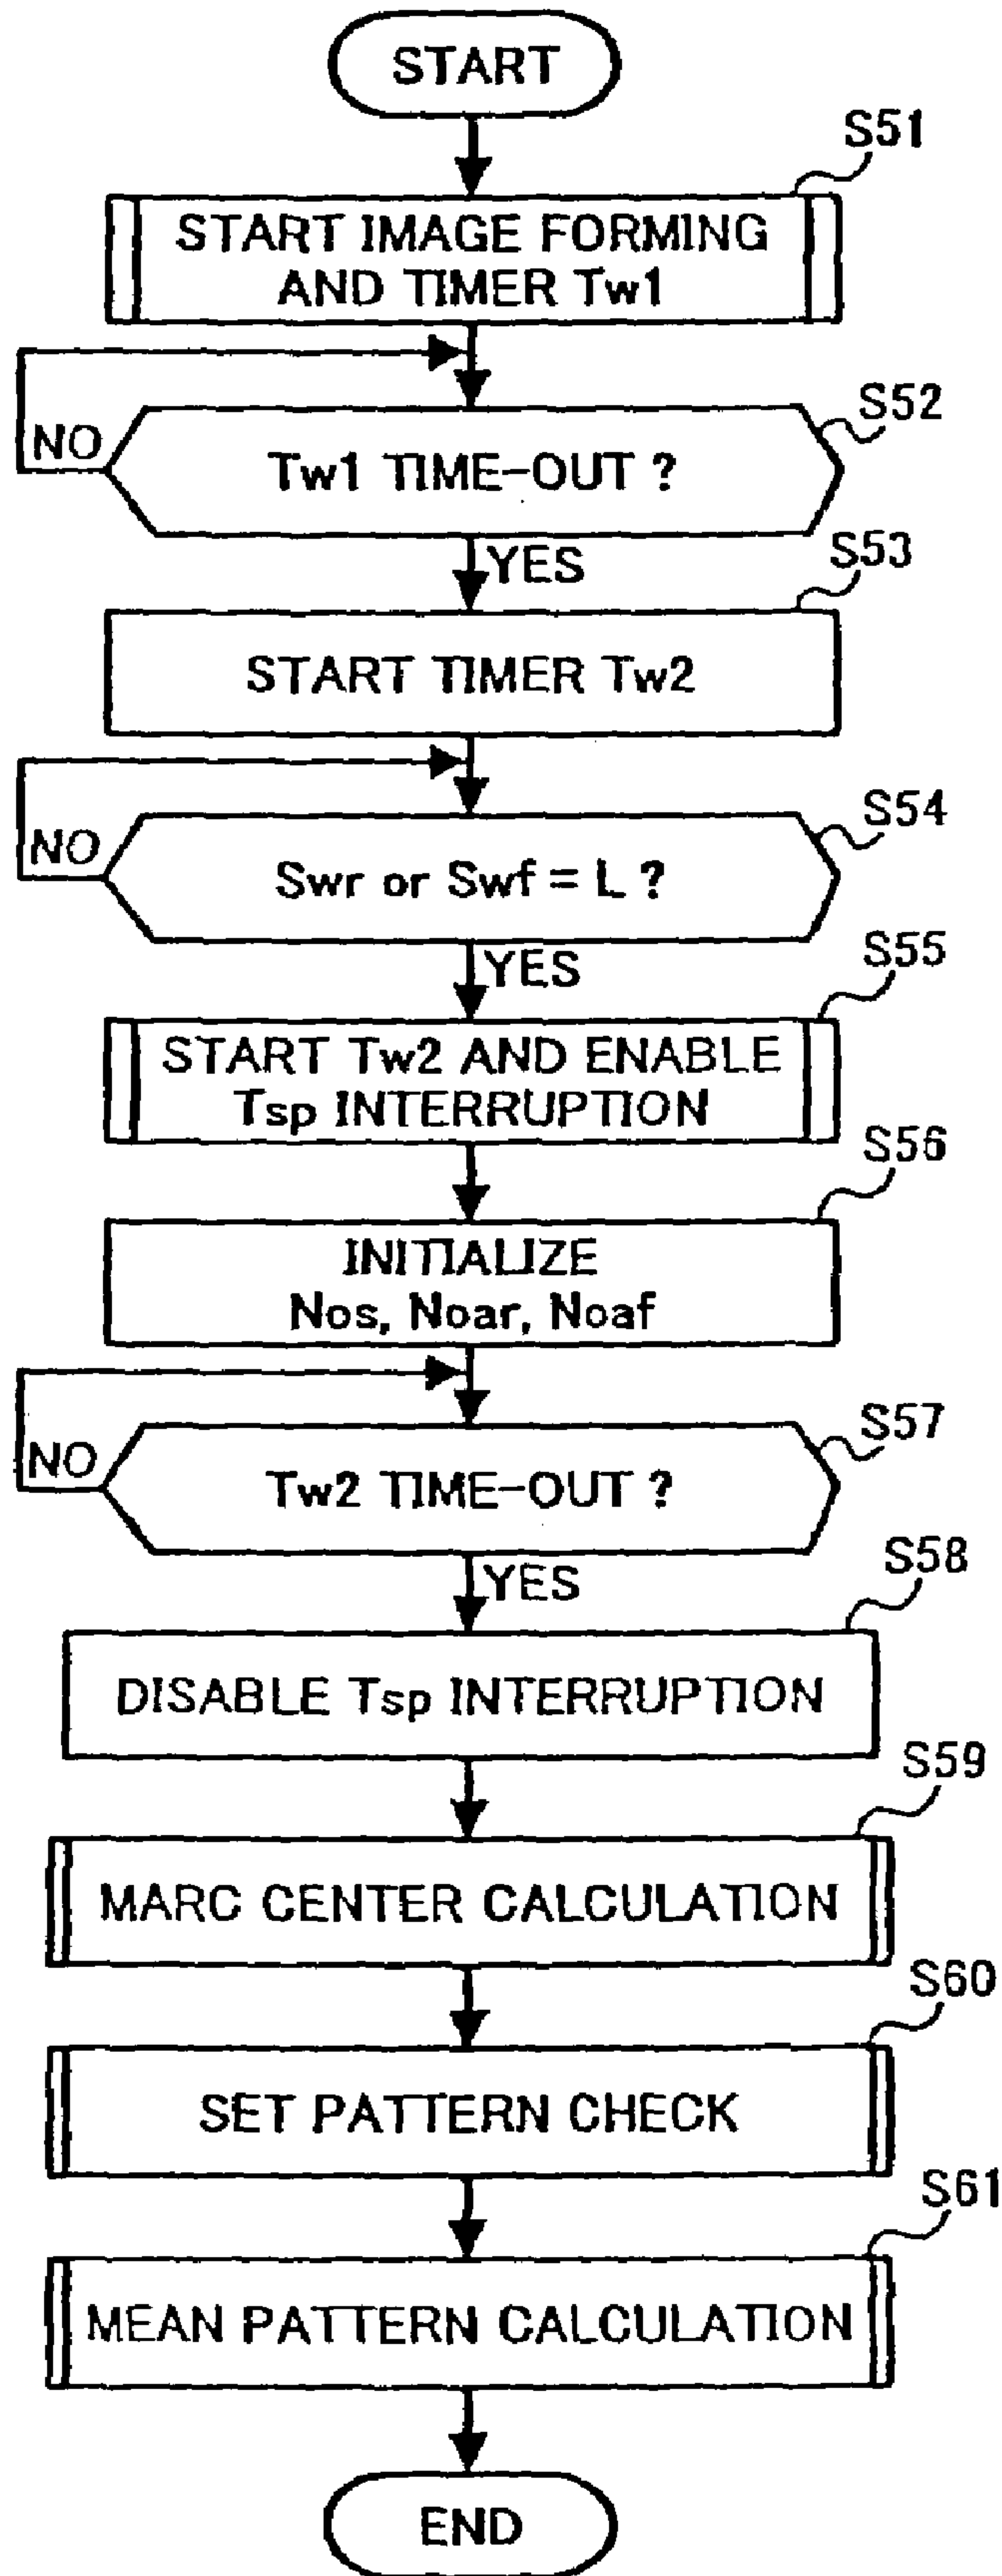 START
S51
START IMAGE FORMING
AND TIMER Tw1
S52
NO
Tw1 TIME-OUT ?
YES
S53
START TIMER Tw2
S54
NO
Swr or Swf = L ?
YES
S55
START Tw2 AND ENABLE
Tsp INTERRUPTION
S56
INITIALIZE
Nos, Noar, Noaf
S57
NO
Tw2 TIME-OUT ?
YES
S58
DISABLE Tsp INTERRUPTION
S59
MARC CENTER CALCULATION
S60
SET PATTERN CHECK
S61
MEAN PATTERN CALCULATION
END